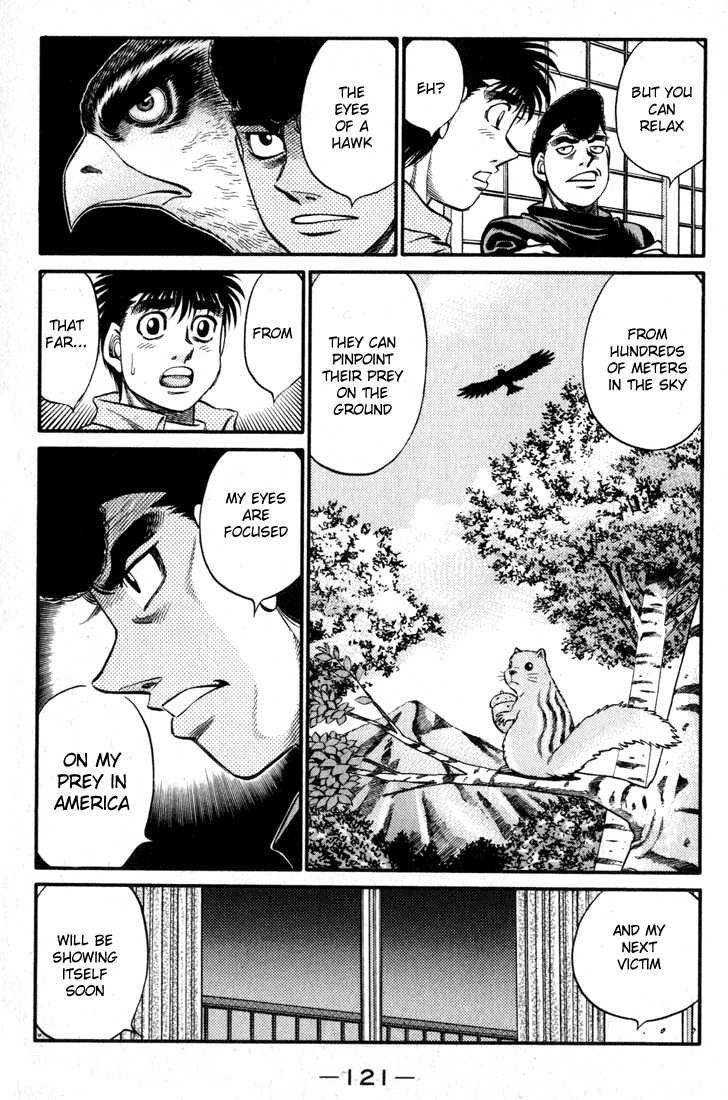 BUT YOU
CAN
RELAX
EH?
THE
EYES
OF A
HAWK
FROM
HUNDREDS
OF METERS
IN THE SKY
THEY CAN
PINPOINT
THEIR PREY
ON THE
GROUND
FROM
THAT
FAR...
MY EYES
ARE
FOCUSED
ON MY
PREY IN
AMERICA
AND MY
NEXT
VICTIM
WILL BE
SHOWING
ITSELF
SOON
—121—